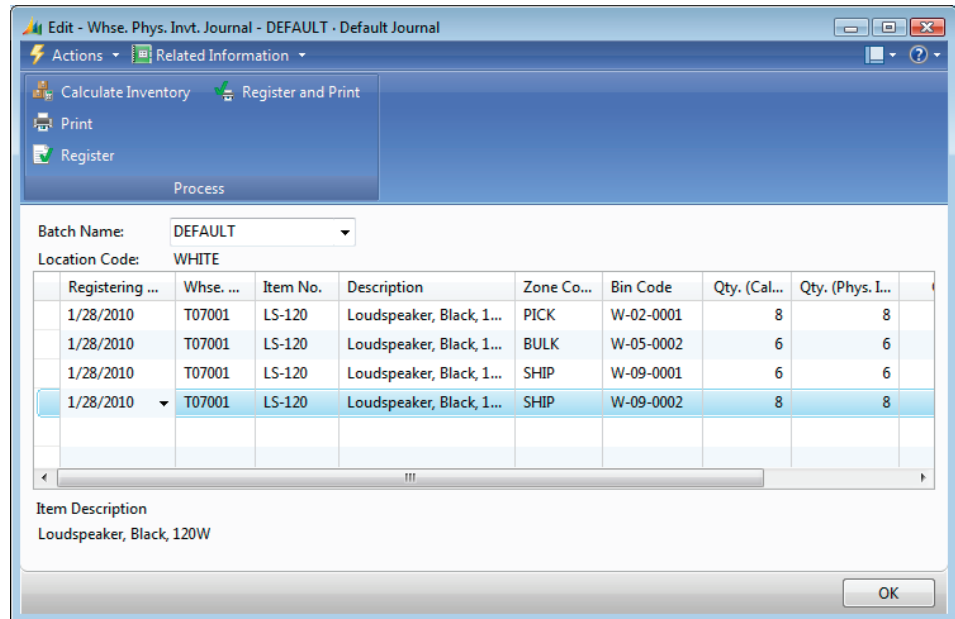 Edit - Whse. Phys. Invt. Journal - DEFAULT · Default Journal
Actions Related Information
Calculate Inventory Register and Print
Print
Register
Process
Batch Name: DEFAULT
Location Code: WHITE
Registering ... Whse. ... Item No. Description Zone Co... Bin Code Qty. (Cal... Qty. (Phys. I...
1/28/2010 T07001 LS-120 Loudspeaker, Black, 1... PICK W-02-0001 8 8
1/28/2010 T07001 LS-120 Loudspeaker, Black, 1... BULK W-05-0002 6 6
1/28/2010 T07001 LS-120 Loudspeaker, Black, 1... SHIP W-09-0001 6 6
1/28/2010 T07001 LS-120 Loudspeaker, Black, 1... SHIP W-09-0002 8 8
Item Description
Loudspeaker, Black, 120W
OK